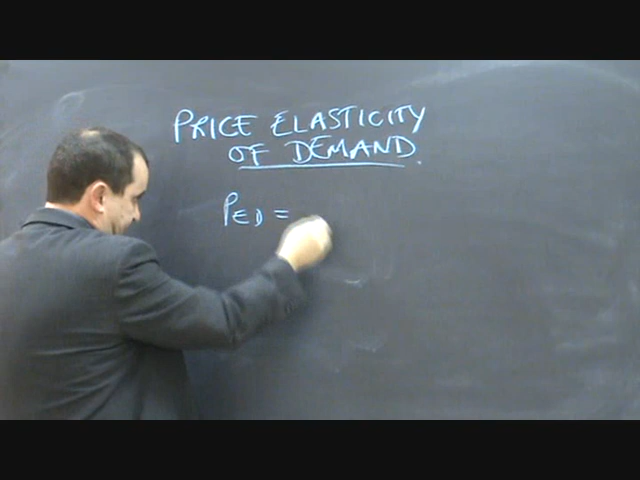 PRICE ELASTICITY
OF DEMAND.
PED =